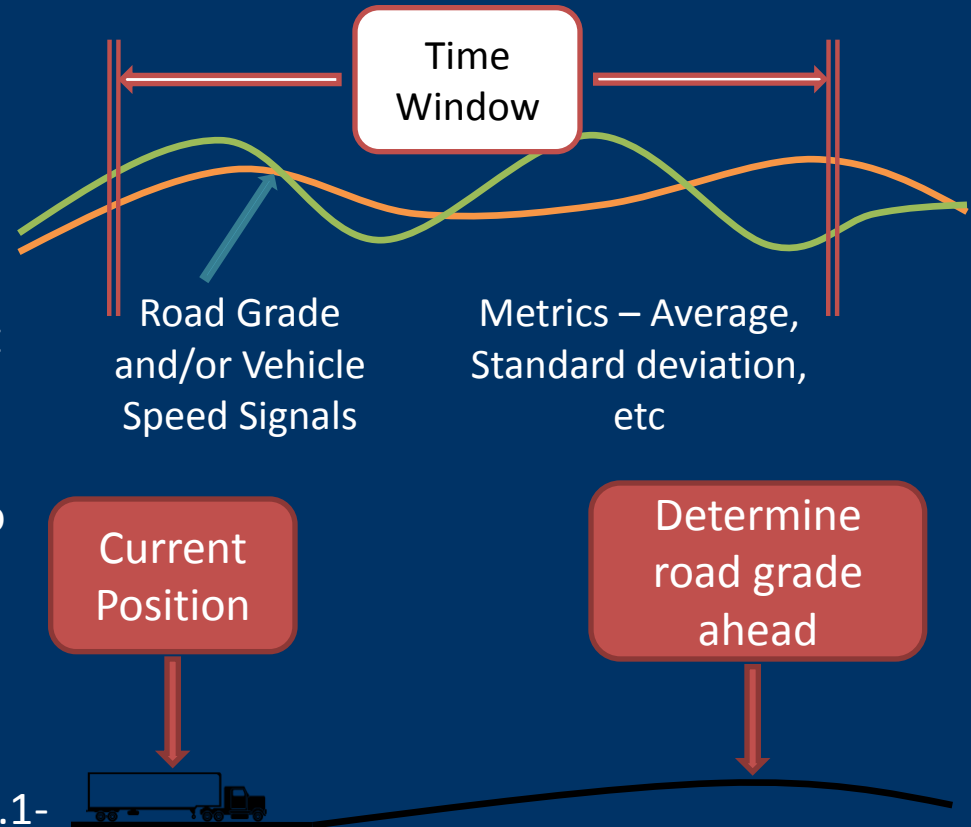 Time
Window
Road Grade
and/or Vehicle
Speed Signals
Metrics – Average,
Standard deviation,
etc
Current
Position
Determine
road grade
ahead
.1-